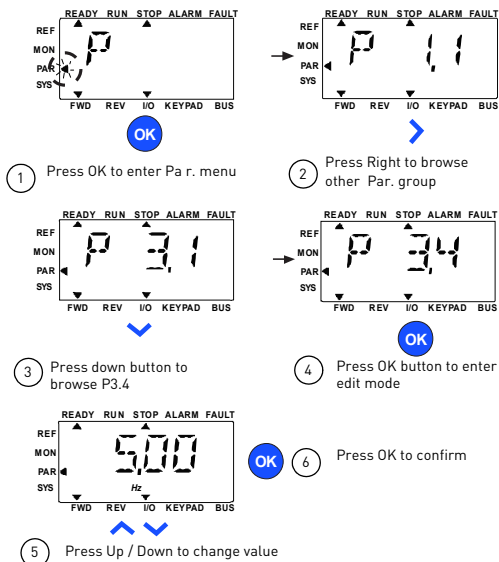 READY RUN STOP ALARM FAULT
REF
MON
PAR
SYS
P
FWD REV I/O KEYPAD BUS
OK
1 Press OK to enter Pa r. menu
READY RUN STOP ALARM FAULT
REF
MON
PAR
SYS
P 1,1
FWD REV I/O KEYPAD BUS
2 Press Right to browse
other Par. group
READY RUN STOP ALARM FAULT
REF
MON
PAR
SYS
P 3,1
FWD REV I/O KEYPAD BUS
3 Press down button to
browse P3.4
READY RUN STOP ALARM FAULT
REF
MON
PAR
SYS
P 3,4
FWD REV I/O KEYPAD BUS
OK
4 Press OK button to enter
edit mode
READY RUN STOP ALARM FAULT
REF
MON
PAR
SYS
5,00
Hz
FWD REV I/O KEYPAD BUS
5 Press Up / Down to change value
OK 6 Press OK to confirm